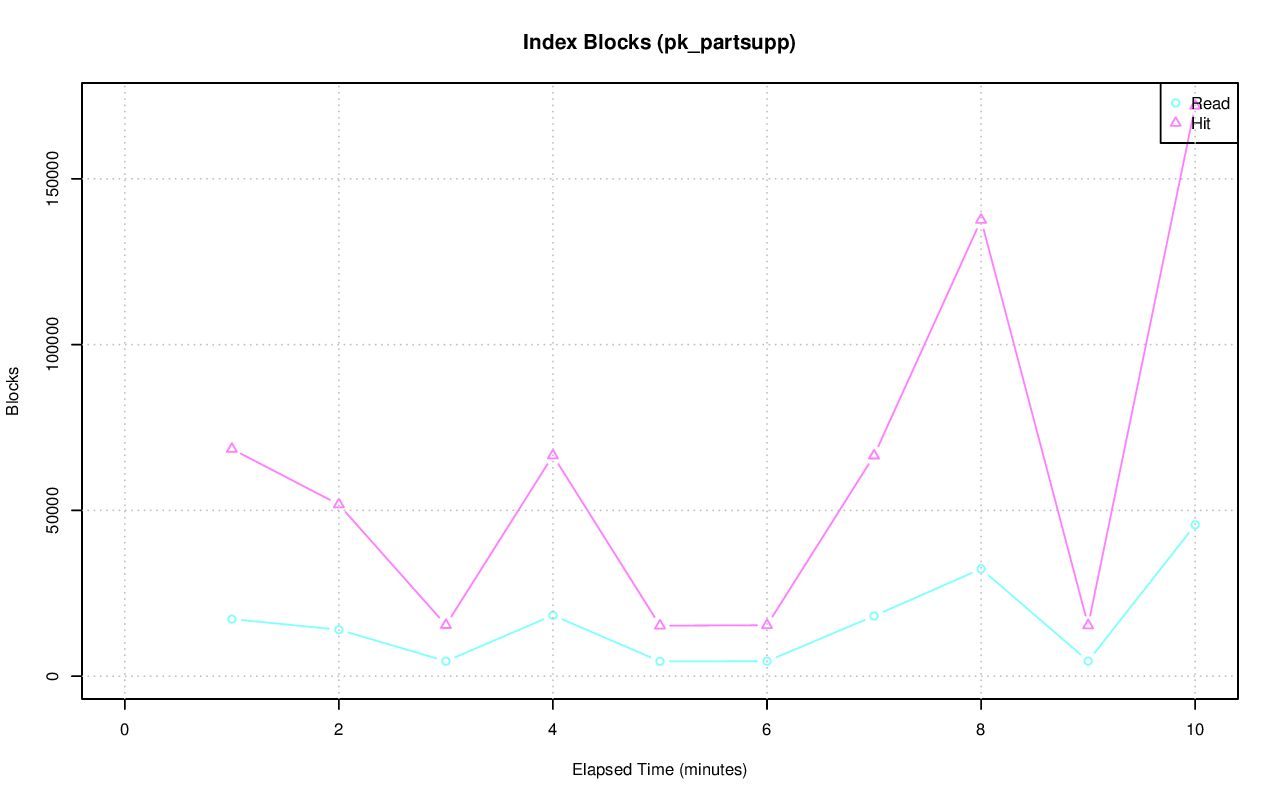 Index Blocks (pk_partsupp)
Read
Hit
150000
100000
50000
0
Blocks
0 2 4 6 8 10
Elapsed Time (minutes)